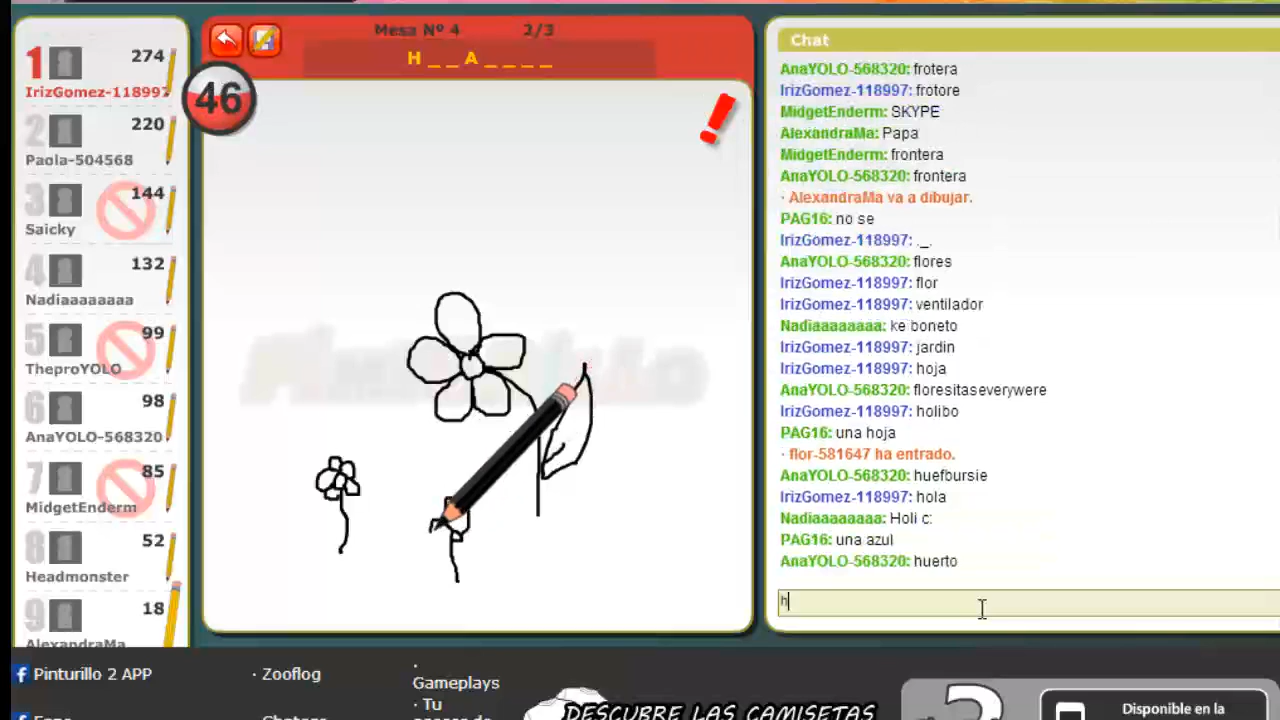 Mesa Nº 4 2/3
H _ _ A _ _ _ _
46
1 274
IrizGomez-118997
2 220
Paola-504568
3 144
Saicky
4 132
Nadiaaaaaaaa
5 99
TheproYOLO
6 98
AnaYOLO-568320
7 85
MidgetEnderm
8 52
Headmonster
9 18
AlexandraMa
Chat
AnaYOLO-568320: frotera
IrizGomez-118997: frotore
MidgetEnderm: SKYPE
AlexandraMa: Papa
MidgetEnderm: frontera
AnaYOLO-568320: frontera
· AlexandraMa va a dibujar.
PAG16: no se
IrizGomez-118997: ._.
AnaYOLO-568320: flores
IrizGomez-118997: flor
IrizGomez-118997: ventilador
Nadiaaaaaaaa: ke boneto
IrizGomez-118997: jardin
IrizGomez-118997: hoja
AnaYOLO-568320: floresitaseverywere
IrizGomez-118997: holibo
PAG16: una hoja
· flor-581647 ha entrado.
AnaYOLO-568320: huefbursie
IrizGomez-118997: hola
Nadiaaaaaaaa: Holi c:
PAG16: una azul
AnaYOLO-568320: huerto
h
Pinturillo 2 APP
· Zooflog
· Gameplays
· Tu
DESCUBRE LAS CAMISETAS
Disponible en la